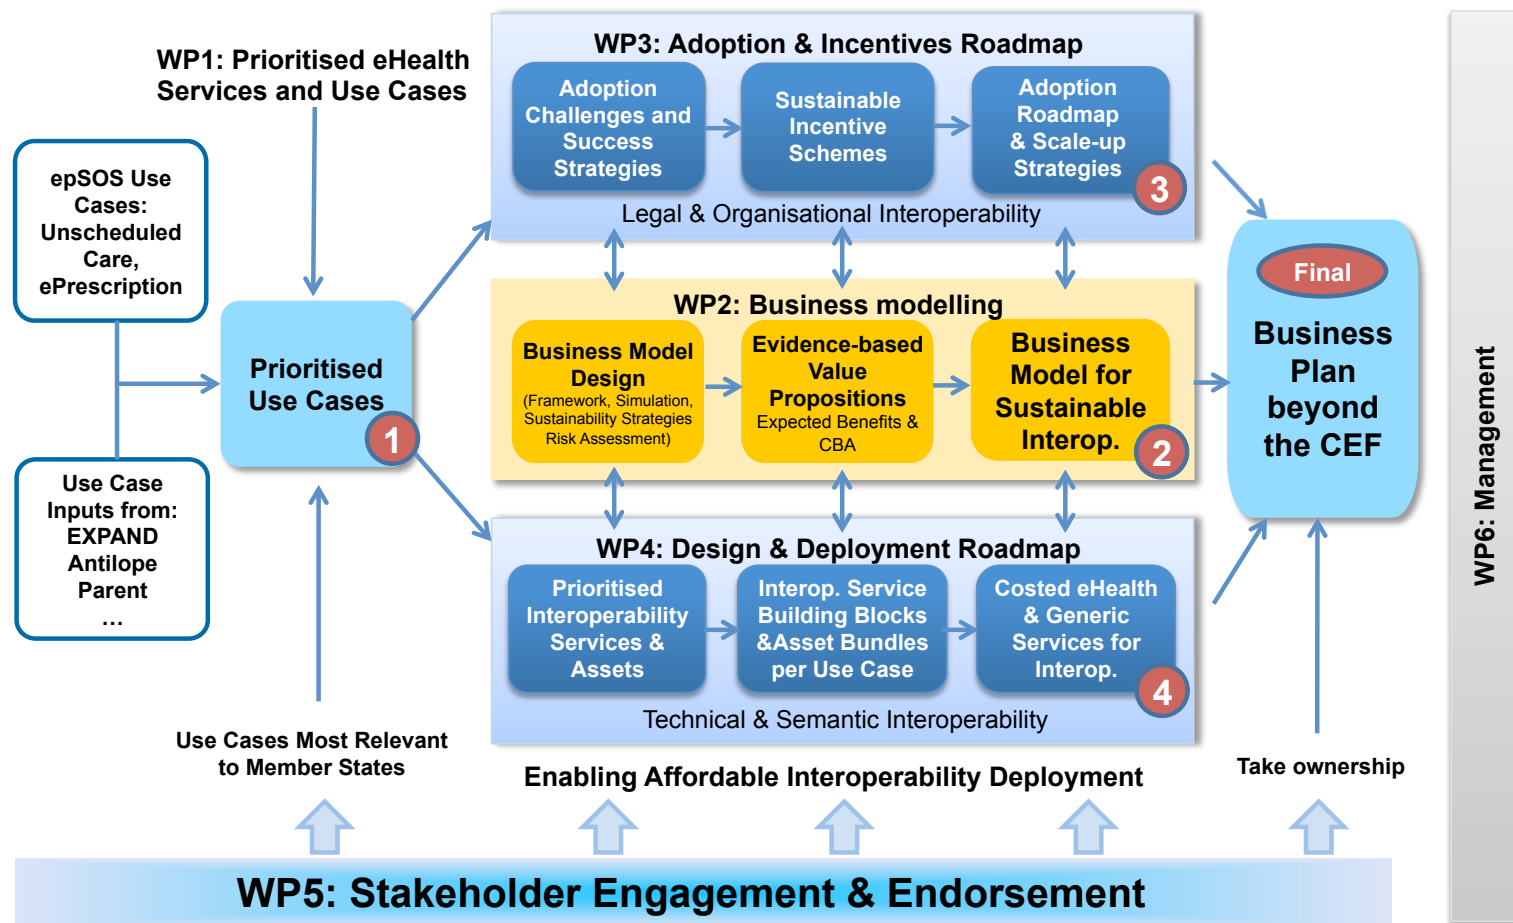 WP1: Prioritised eHealth
Services and Use Cases
epSOS Use
Cases:
Unscheduled
Care,
ePrescription
Use Case
Inputs from:
EXPAND
Antilope
Parent
…
Prioritised
Use Cases
1
Use Cases Most Relevant
to Member States
WP3: Adoption & Incentives Roadmap
Adoption
Challenges and
Success
Strategies
Sustainable
Incentive
Schemes
Adoption
Roadmap
& Scale-up
Strategies
3
Legal & Organisational Interoperability
WP2: Business modelling
Business Model
Design
(Framework, Simulation,
Sustainability Strategies
Risk Assessment)
Evidence-based
Value
Propositions
Expected Benefits &
CBA
Business
Model for
Sustainable
Interop.
2
WP4: Design & Deployment Roadmap
Prioritised
Interoperability
Services &
Assets
Interop. Service
Building Blocks
&Asset Bundles
per Use Case
Costed eHealth
& Generic
Services for
Interop.
4
Technical & Semantic Interoperability
Enabling Affordable Interoperability Deployment
Final
Business
Plan
beyond
the CEF
Take ownership
WP6: Management
WP5: Stakeholder Engagement & Endorsement